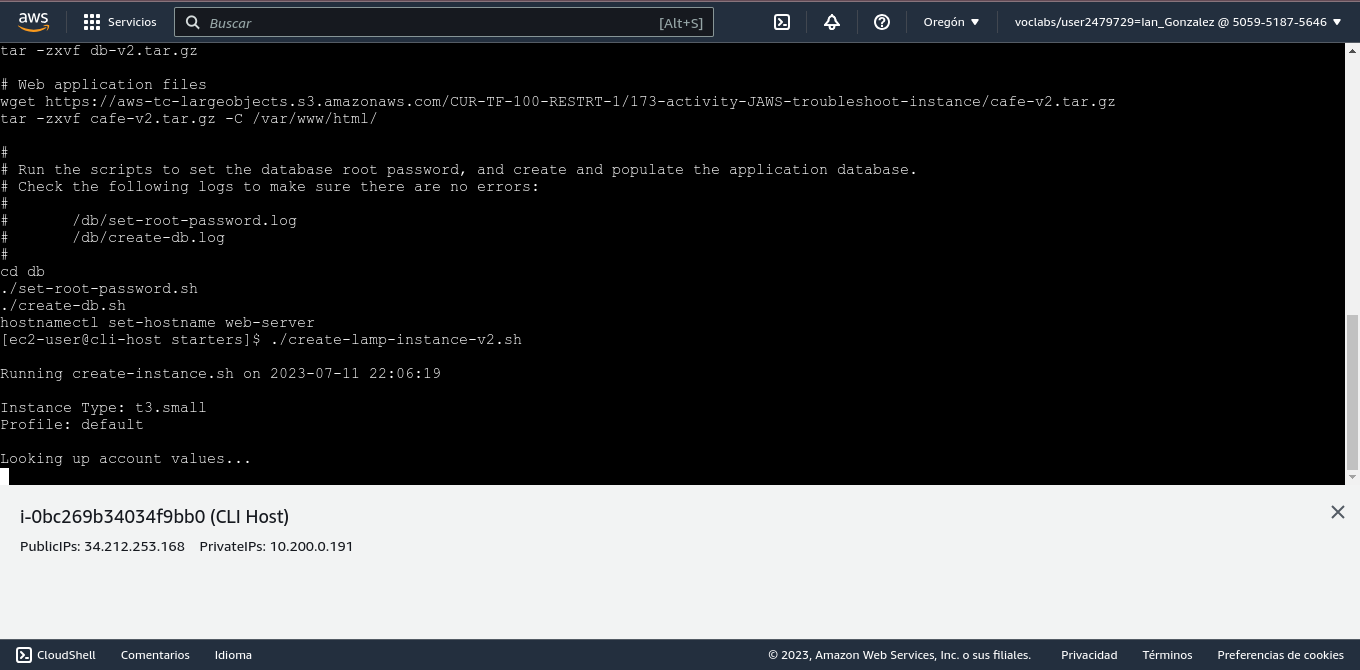 aws
Servicios
Buscar
[Alt+S]
Oregón
voclabs/user2479729=Ian_Gonzalez @ 5059-5187-5646
tar -zxvf db-v2.tar.gz
# Web application files
wget https://aws-tc-largeobjects.s3.amazonaws.com/CUR-TF-100-RESTRT-1/173-activity-JAWS-troubleshoot-instance/cafe-v2.tar.gz
tar -zxvf cafe-v2.tar.gz -C /var/www/html/
#
# Run the scripts to set the database root password, and create and populate the application database.
# Check the following logs to make sure there are no errors:
#
#       /db/set-root-password.log
#       /db/create-db.log
#
cd db
./set-root-password.sh
./create-db.sh
hostnamectl set-hostname web-server
[ec2-user@cli-host starters]$ ./create-lamp-instance-v2.sh
Running create-instance.sh on 2023-07-11 22:06:19
Instance Type: t3.small
Profile: default
Looking up account values...
i-0bc269b34034f9bb0 (CLI Host)
PublicIPs: 34.212.253.168 PrivateIPs: 10.200.0.191
CloudShell
Comentarios
Idioma
© 2023, Amazon Web Services, Inc. o sus filiales.
Privacidad
Términos
Preferencias de cookies